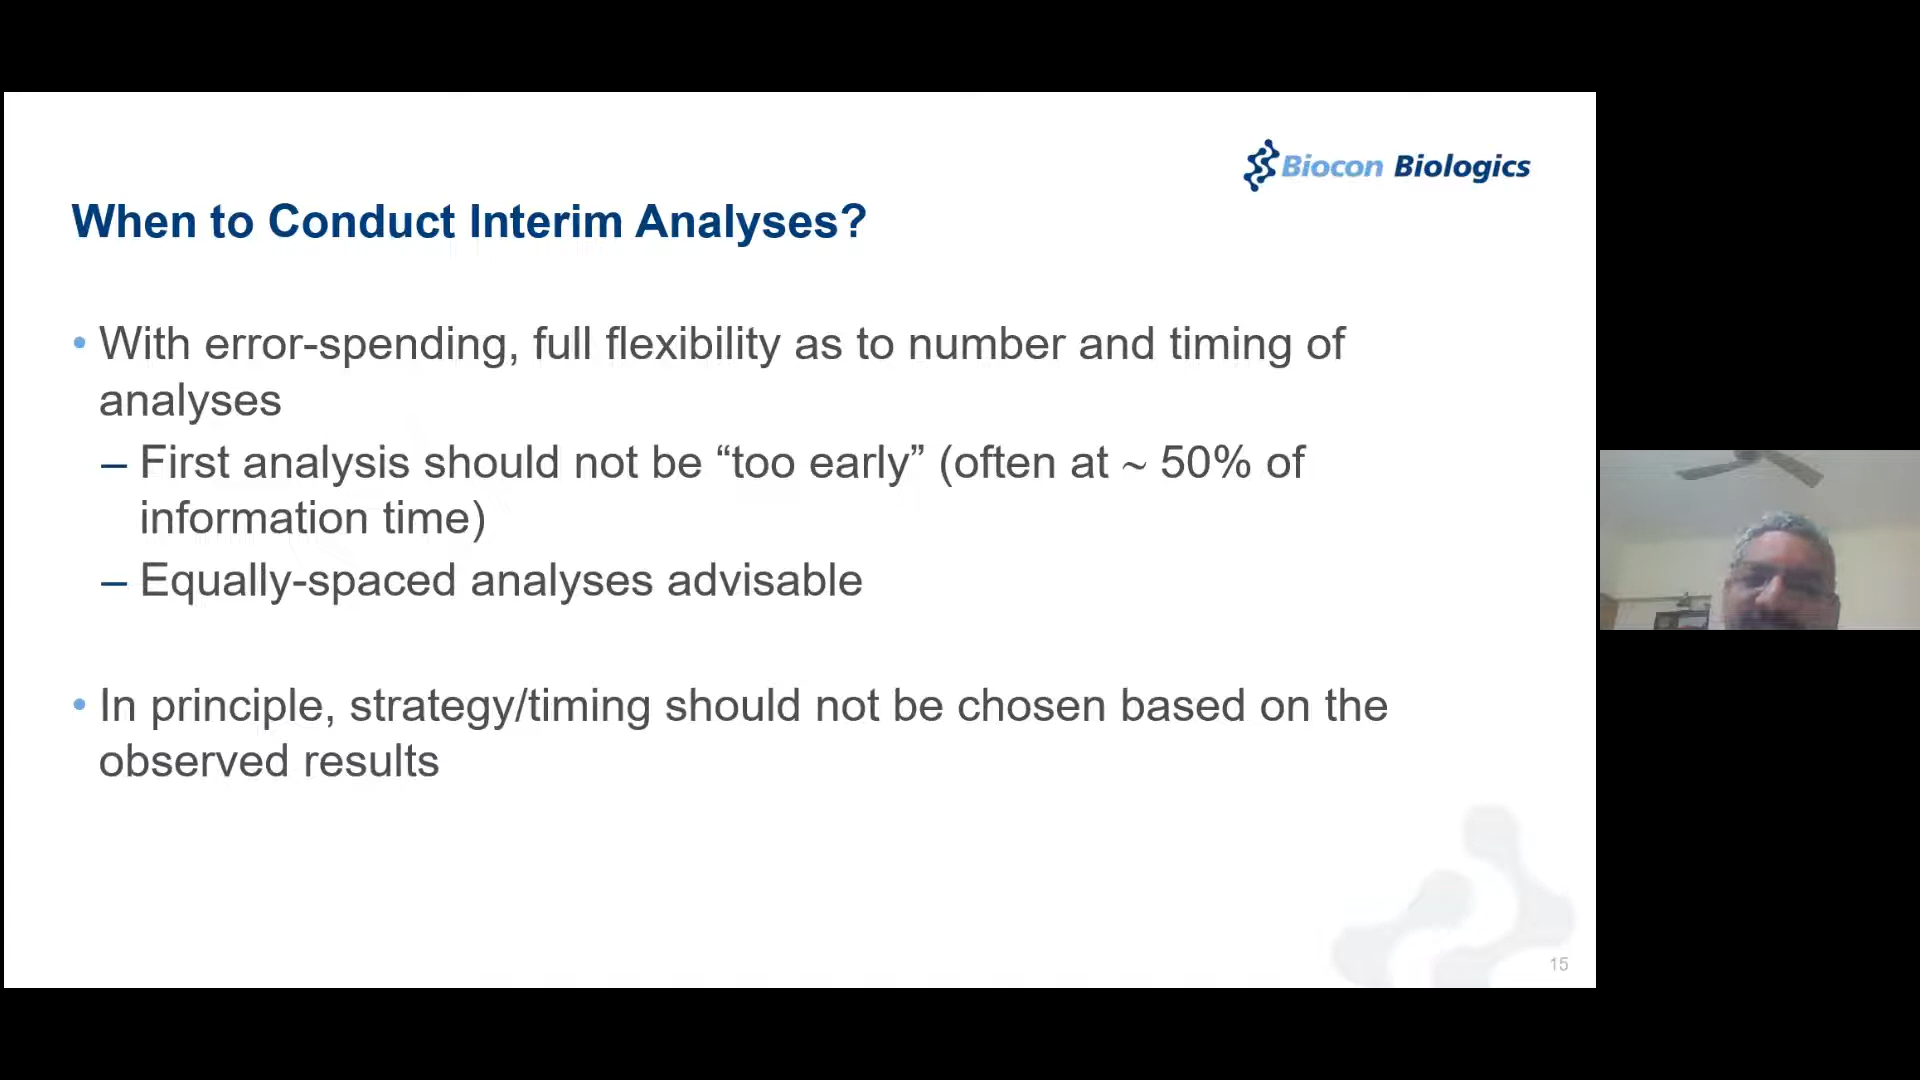 Biocon Biologics
When to Conduct Interim Analyses?
• With error-spending, full flexibility as to number and timing of
analyses
– First analysis should not be “too early” (often at ~ 50% of
information time)
– Equally-spaced analyses advisable
• In principle, strategy/timing should not be chosen based on the
observed results
15